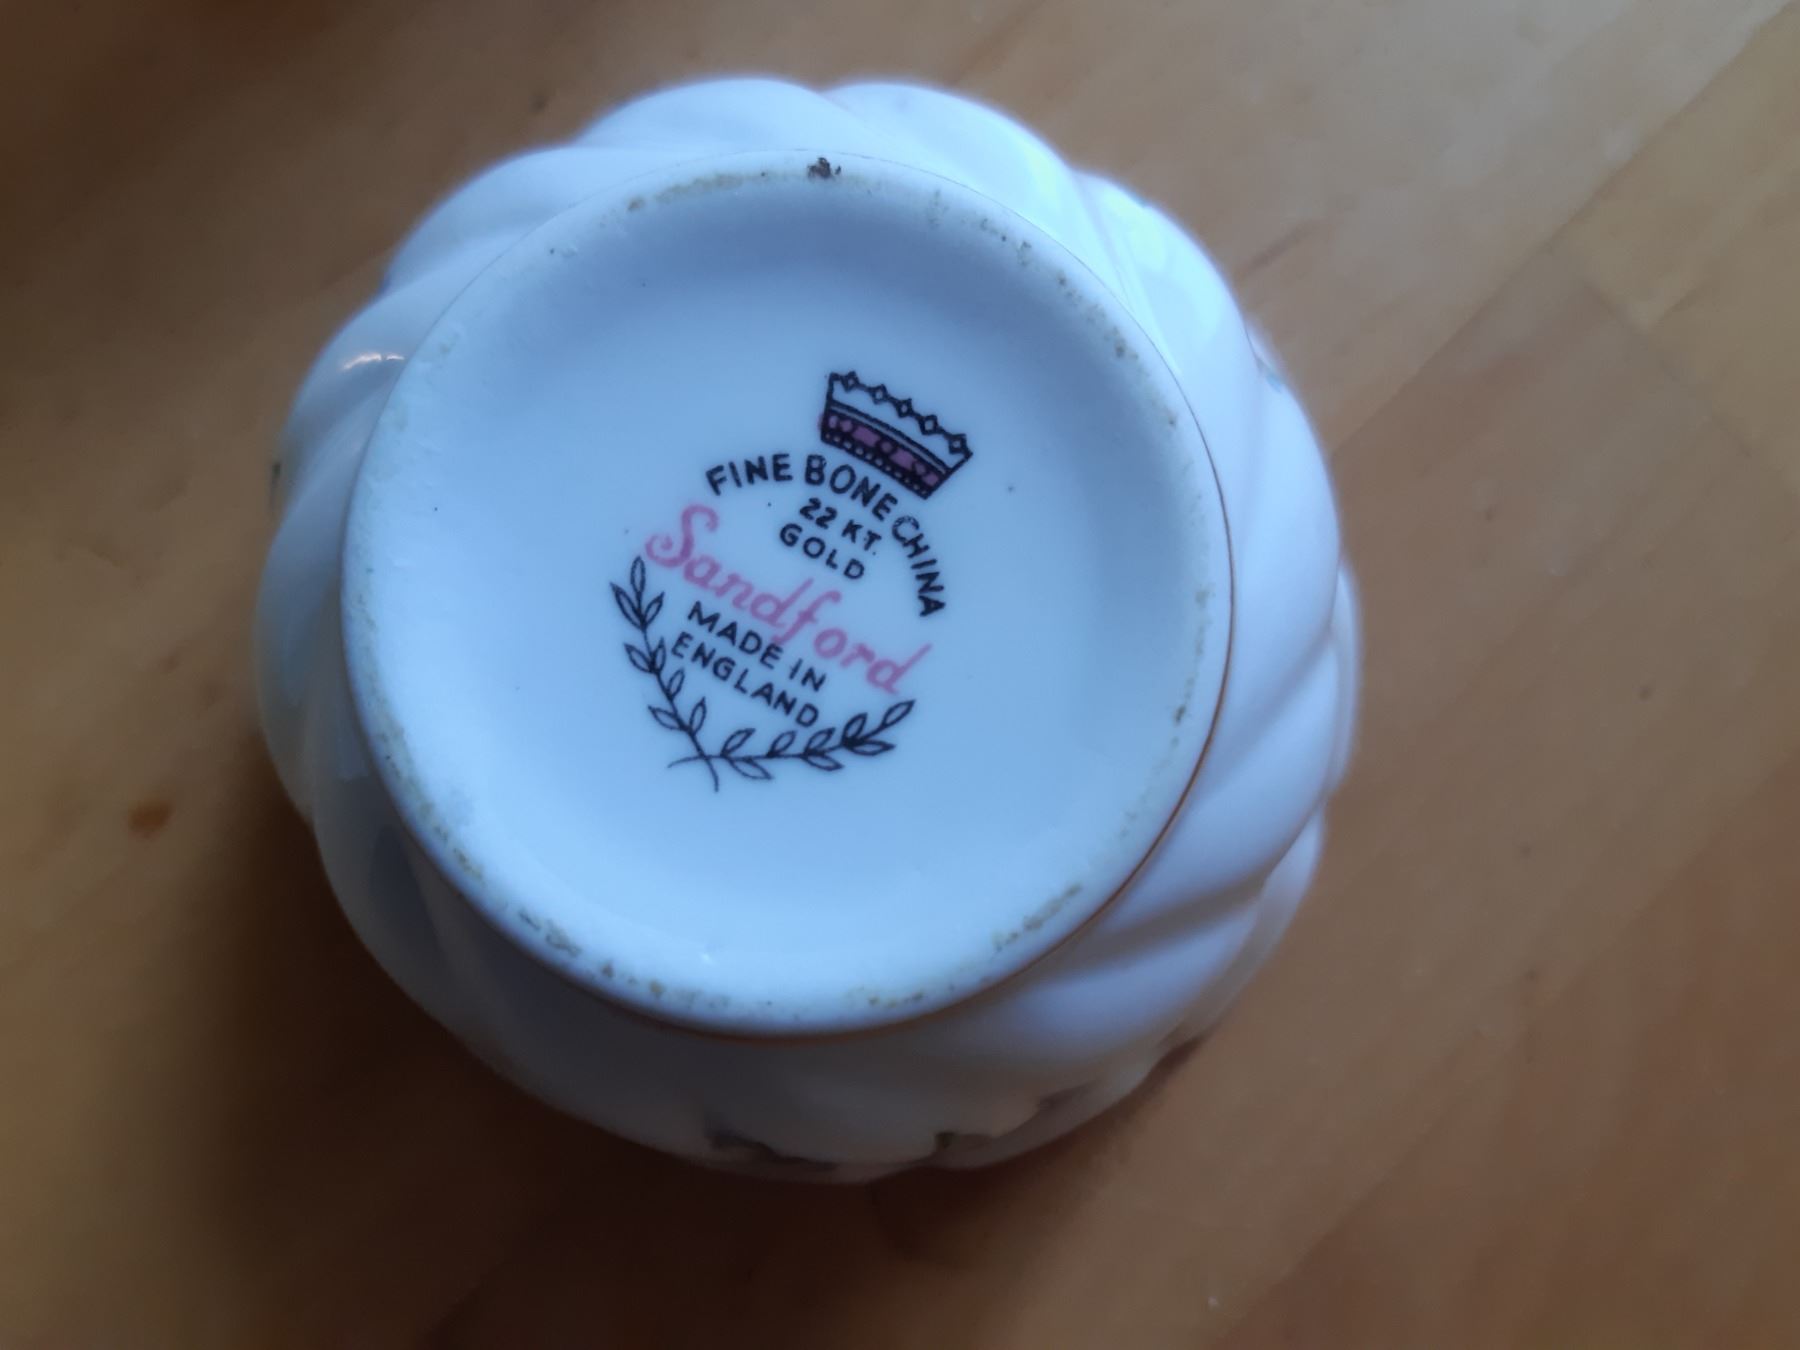 FINE BONE CHINA
22 KT.
GOLD
Sandford
MADE IN
ENGLAND